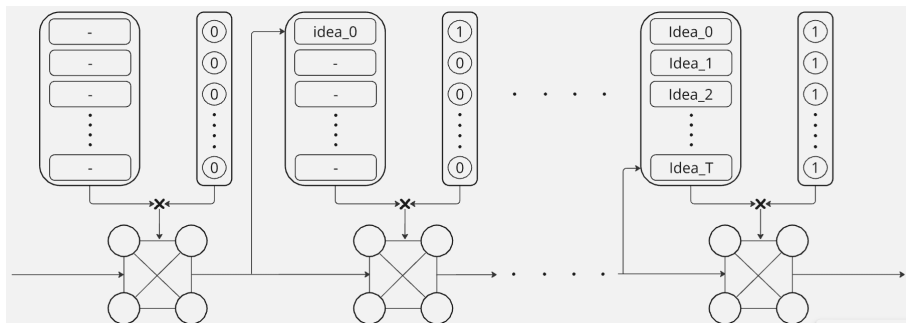 - 0 idea_0 1 Idea_0 1
- 0 - 0 Idea_1 1
- 0 - 0 Idea_2 1
- 0 - 0 Idea_T 1